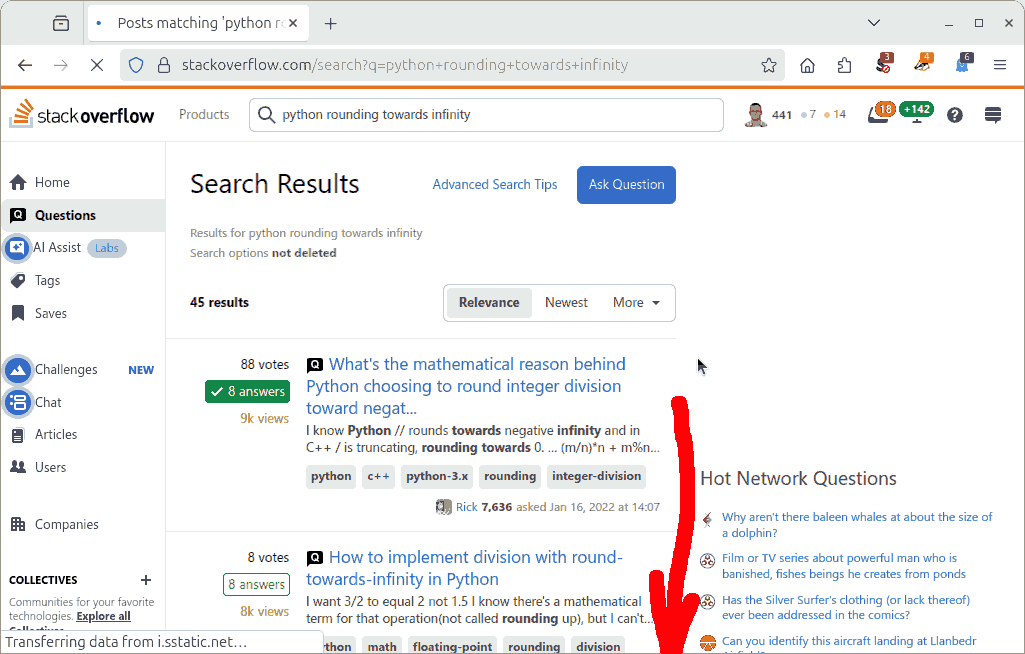 Posts matching 'python ro
stackoverflow.com/search?q=python+rounding+towards+infinity
3
4
6
stackoverflow
Products
python rounding towards infinity
441
7
14
18
+142
Home
Questions
AI Assist Labs
Tags
Saves
Challenges NEW
Chat
Articles
Users
Companies
COLLECTIVES
Communities for your favorite
technologies. Explore all
Transferring data from i.sstatic.net…
Search Results
Advanced Search Tips
Ask Question
Results for python rounding towards infinity
Search options not deleted
45 results
Relevance Newest More
88 votes
8 answers
9k views
What's the mathematical reason behind
Python choosing to round integer division
toward negat...
I know Python // rounds towards negative infinity and in
C++ / is truncating, rounding towards 0. … (m/n)*n + m%n…
python c++ python-3.x rounding integer-division
Rick 7,636 asked Jan 16, 2022 at 14:07
8 votes
8 answers
8k views
How to implement division with round-
towards-infinity in Python
I want 3/2 to equal 2 not 1.5 I know there's a mathematical
term for that operation(not called rounding up), but I can't…
thon math floating-point rounding division
Hot Network Questions
Why aren't there baleen whales at about the size of
a dolphin?
Film or TV series about powerful man who is
banished, fishes beings he creates from ponds
Has the Silver Surfer's clothing (or lack thereof)
ever been addressed in the comics?
Can you identify this aircraft landing at Llanbedr